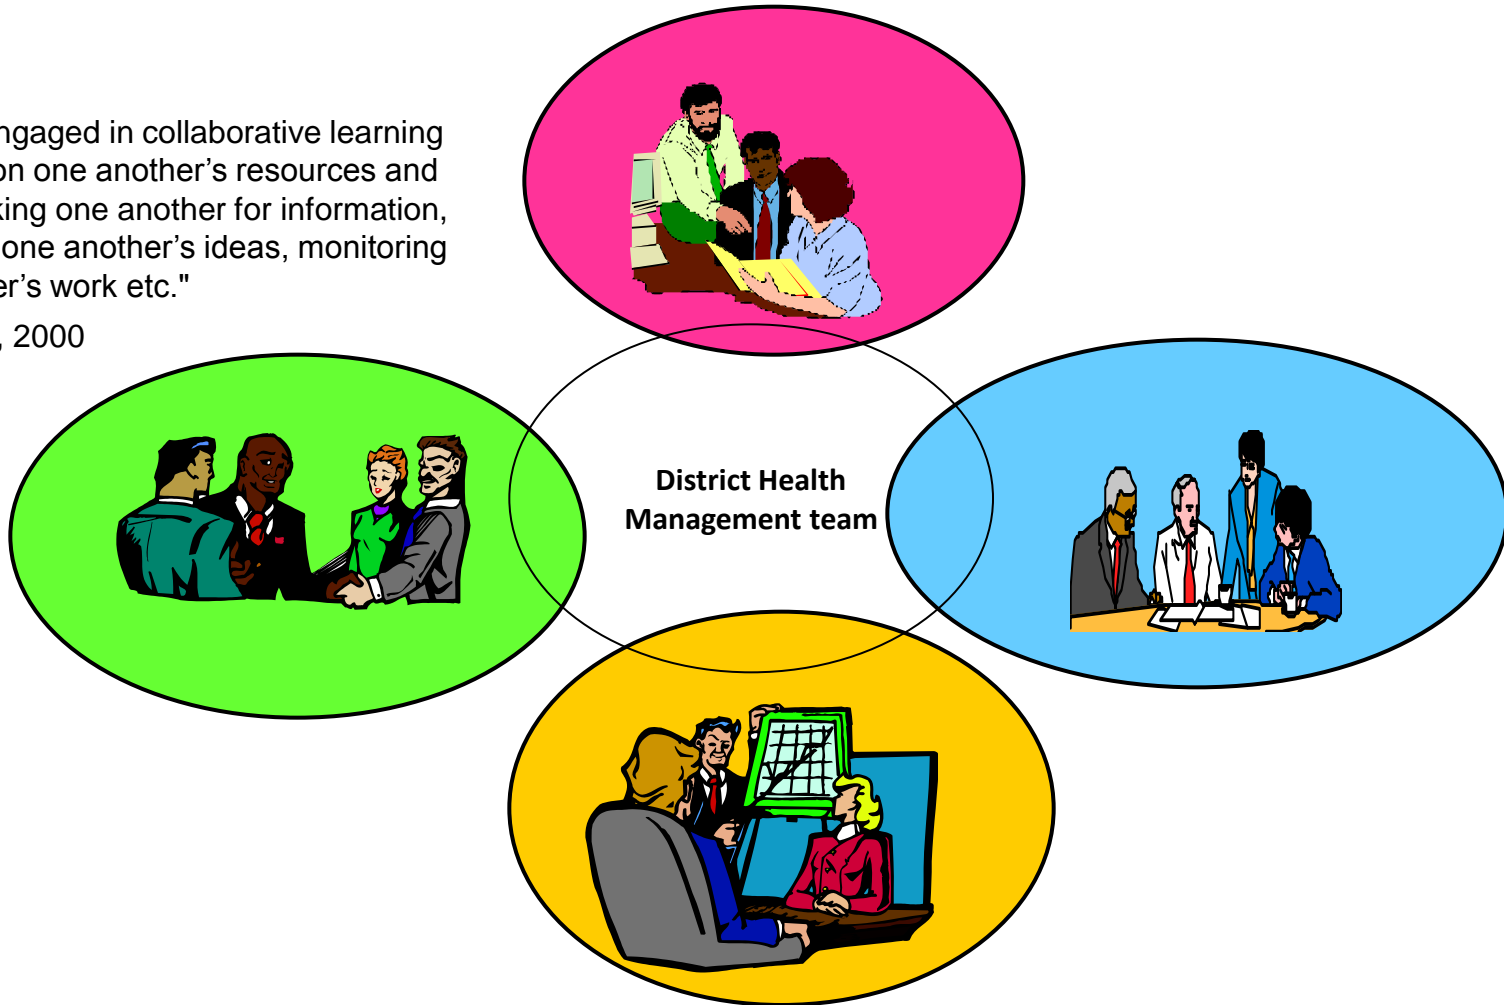 ngaged in collaborative learning
on one another’s resources and
king one another for information,
one another’s ideas, monitoring
er’s work etc."
, 2000
District Health
Management team